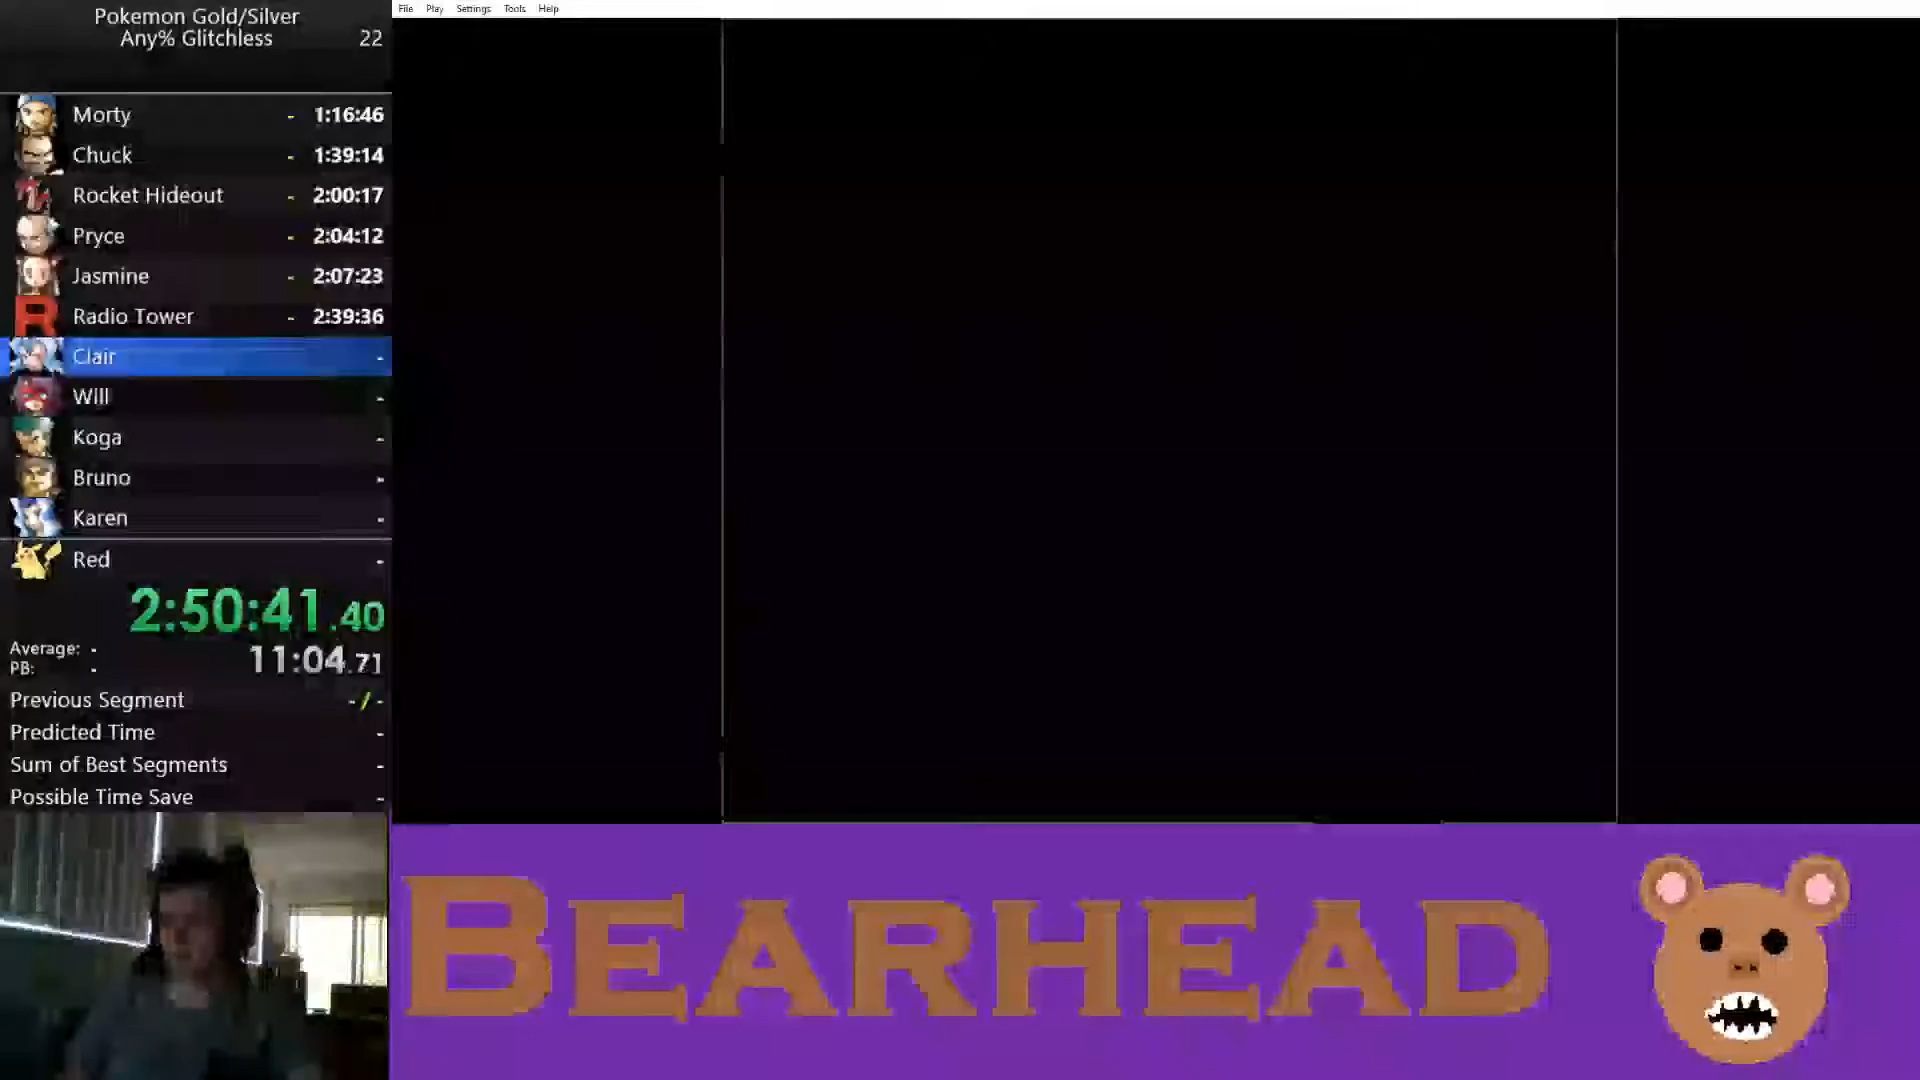 File Play Settings Tools Help
Pokemon Gold/Silver
Any% Glitchless 22
Morty - 1:16:46
Chuck - 1:39:14
Rocket Hideout - 2:00:17
Pryce - 2:04:12
Jasmine - 2:07:23
Radio Tower - 2:39:36
Clair -
Will -
Koga -
Bruno -
Karen -
Red -
2:50:41.40
Average: -
PB: -
11:04.71
Previous Segment - / -
Predicted Time -
Sum of Best Segments -
Possible Time Save -
BEARHEAD